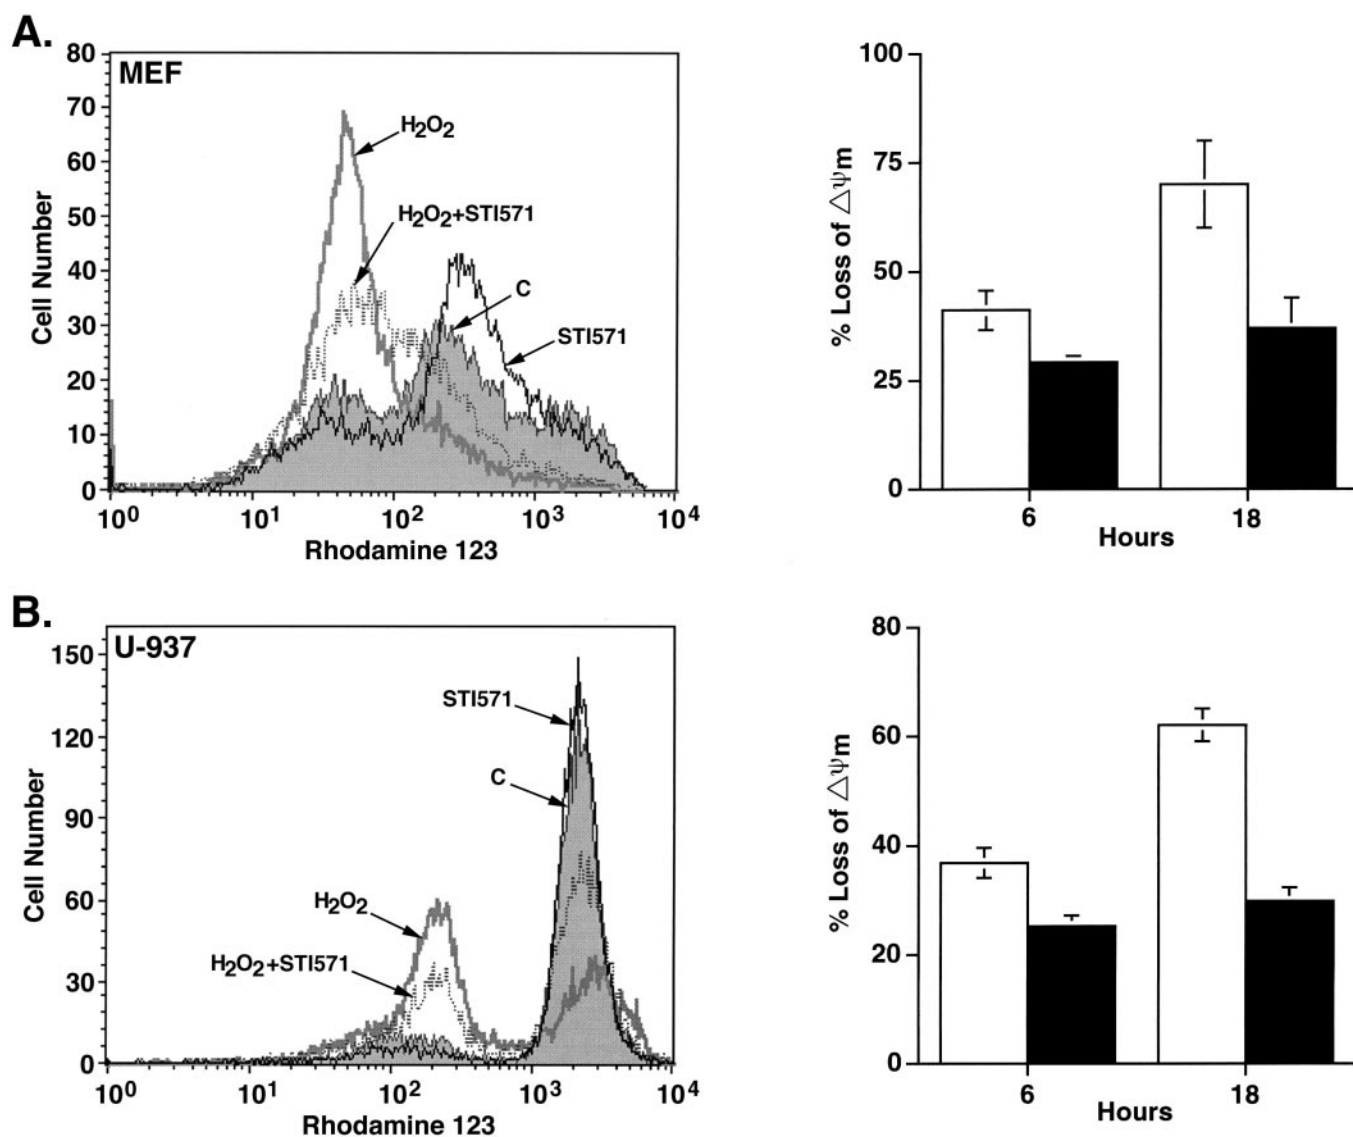 A.
MEF
80
70
60
50
40
30
20
10
0
Cell Number
H2O2
H2O2+STI571
C
STI571
10^0 10^1 10^2 10^3 10^4
Rhodamine 123
100
75
50
25
0
% Loss of △ψm
6 18
Hours
B.
U-937
150
120
90
60
30
0
Cell Number
STI571
C
H2O2
H2O2+STI571
10^0 10^1 10^2 10^3 10^4
Rhodamine 123
80
60
40
20
0
% Loss of △ψm
6 18
Hours